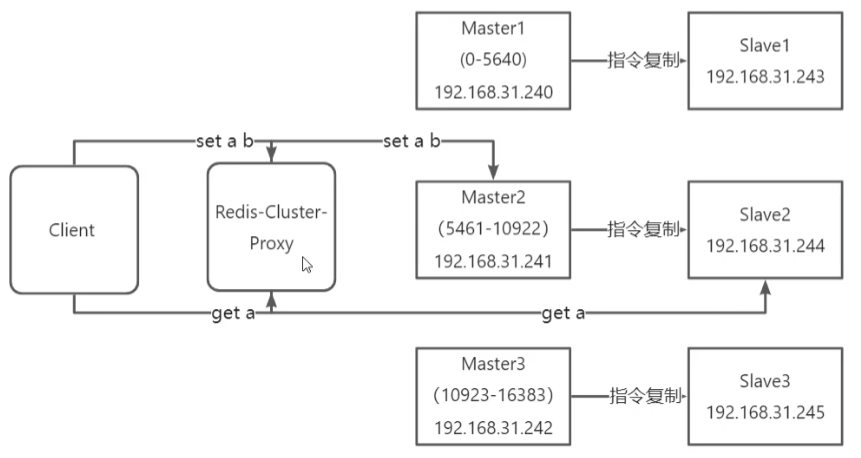 Master1
(0-5640)
192.168.31.240
指令复制
Slave1
192.168.31.243
set a b
set a b
Client
Redis-Cluster-
Proxy
Master2
（5461-10922）
192.168.31.241
指令复制
Slave2
192.168.31.244
get a
get a
Master3
（10923-16383）
192.168.31.242
指令复制
Slave3
192.168.31.245